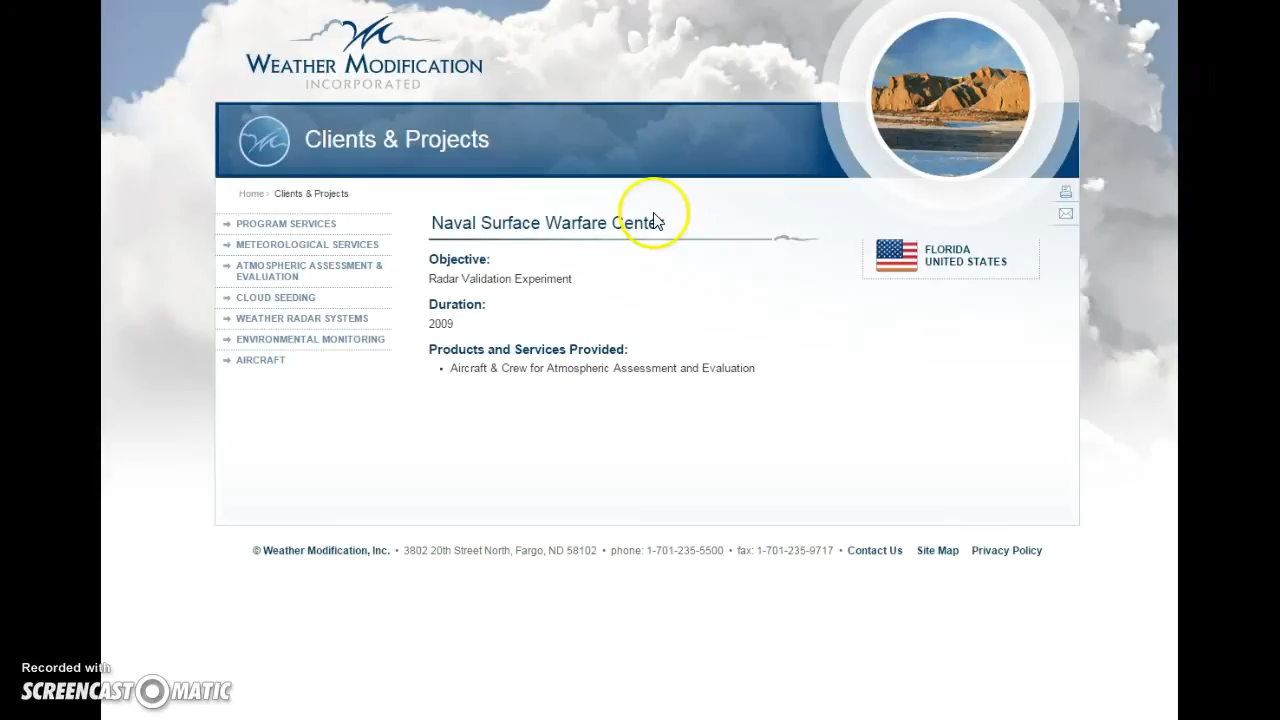 WEATHER MODIFICATION
INCORPORATED
Clients & Projects
Home › Clients & Projects
PROGRAM SERVICES
METEOROLOGICAL SERVICES
ATMOSPHERIC ASSESSMENT &
EVALUATION
CLOUD SEEDING
WEATHER RADAR SYSTEMS
ENVIRONMENTAL MONITORING
AIRCRAFT
Naval Surface Warfare Center
Objective:
Radar Validation Experiment
Duration:
2009
Products and Services Provided:
• Aircraft & Crew for Atmospheric Assessment and Evaluation
FLORIDA
UNITED STATES
© Weather Modification, Inc. • 3802 20th Street North, Fargo, ND 58102 • phone: 1-701-235-5500 • fax: 1-701-235-9717 • Contact Us Site Map Privacy Policy
Recorded with
SCREENCAST-O-MATIC